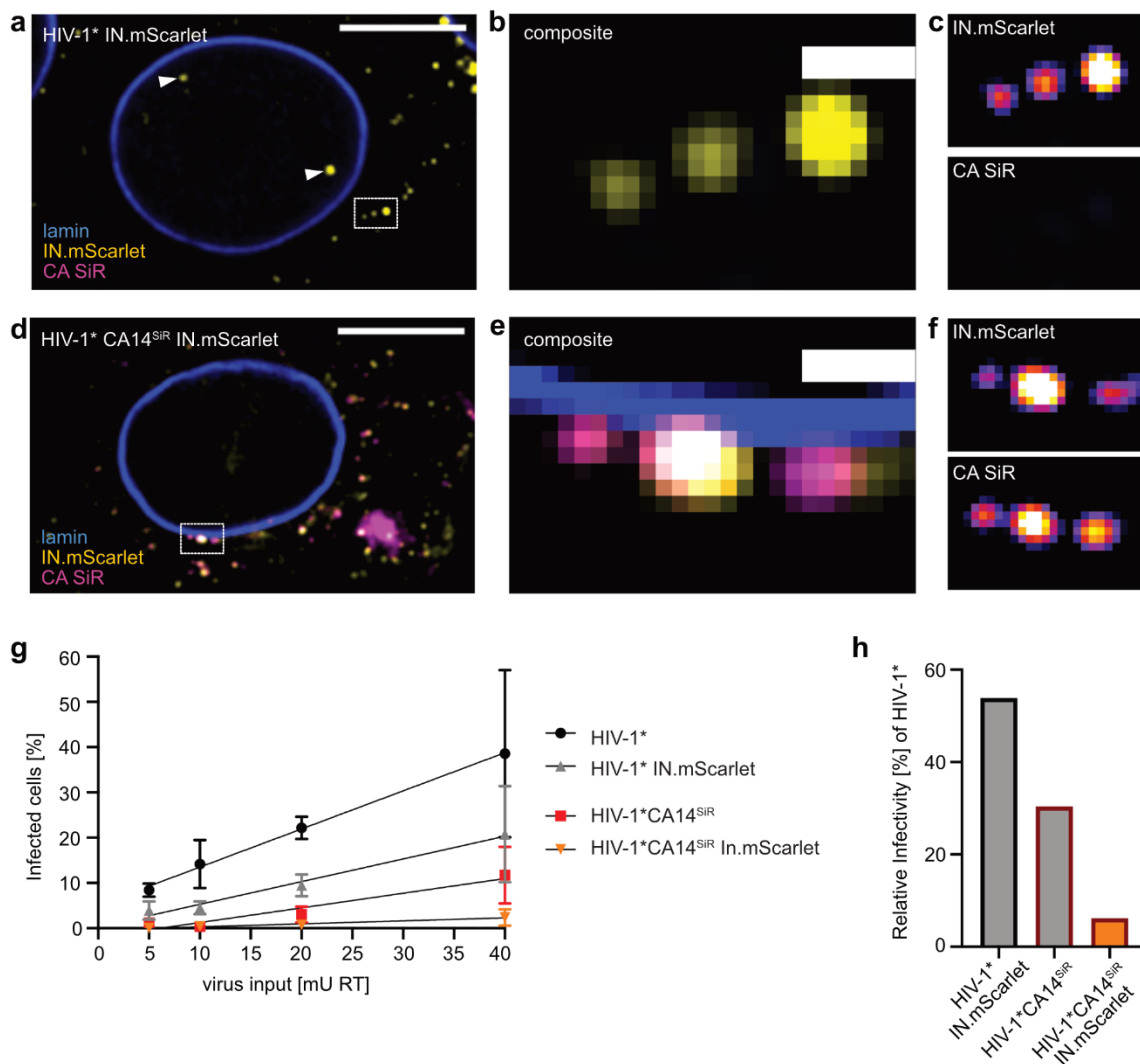 a
HIV-1* IN.mScarlet
lamin
IN.mScarlet
CA SiR
b
composite
c
IN.mScarlet
CA SiR
d
HIV-1* CA14SiR IN.mScarlet
lamin
IN.mScarlet
CA SiR
e
composite
f
IN.mScarlet
CA SiR
g
Infected cells [%]
60
50
40
30
20
10
0
0 5 10 15 20 25 30 35 40
virus input [mU RT]
HIV-1*
HIV-1* IN.mScarlet
HIV-1*CA14SiR
HIV-1*CA14SiR In.mScarlet
h
Relative Infectivity [%] of HIV-1*
60
40
20
0
HIV-1*
IN.mScarlet
HIV-1*CA14SiR
HIV-1*CA14SiR
IN.mScarlet